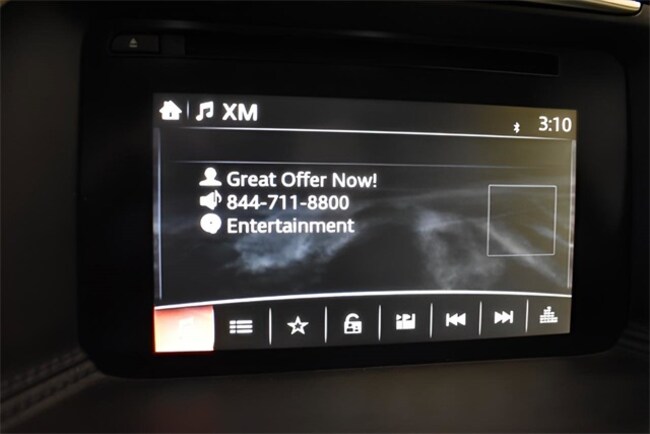 XM
3:10
Great Offer Now!
844-711-8800
Entertainment